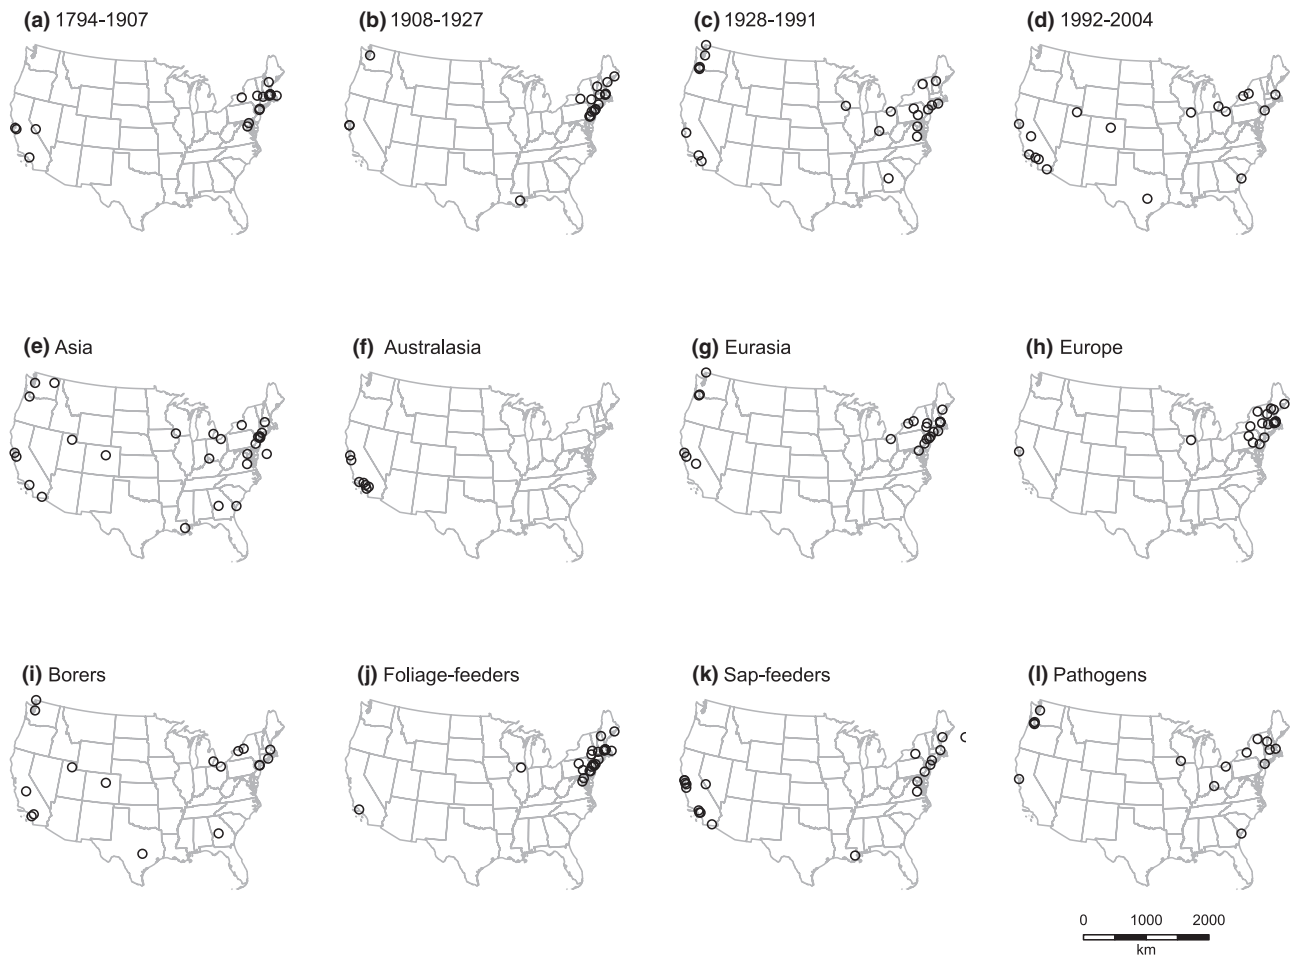 (a) 1794-1907
(b) 1908-1927
(c) 1928-1991
(d) 1992-2004
(e) Asia
(f) Australasia
(g) Eurasia
(h) Europe
(i) Borers
(j) Foliage-feeders
(k) Sap-feeders
(l) Pathogens
0 1000 2000
km